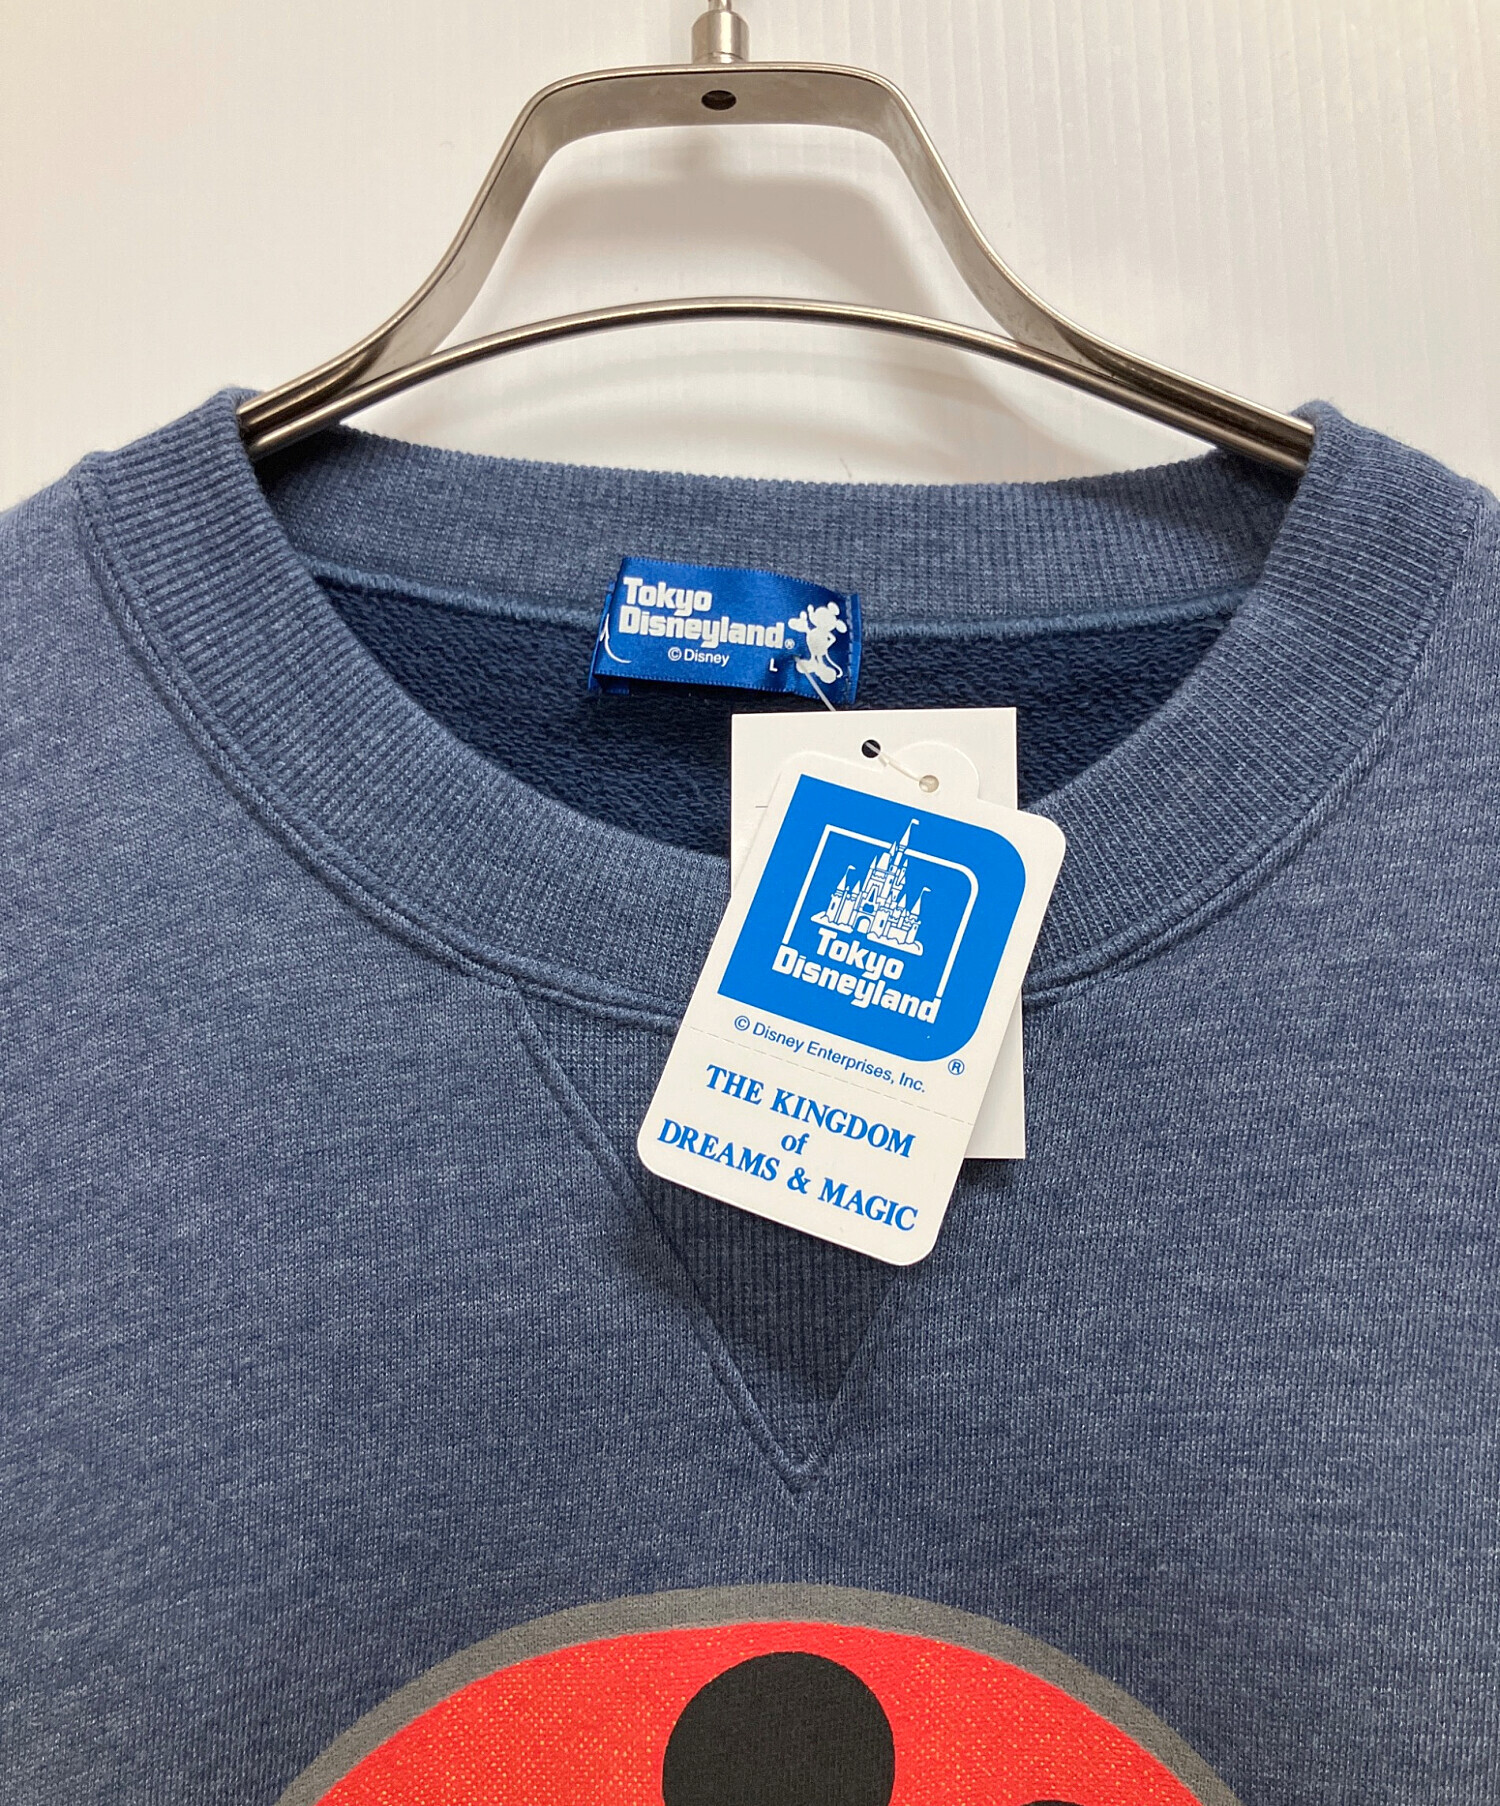 Tokyo
Disneyland®
© Disney
L
Tokyo
Disneyland
®
© Disney Enterprises, Inc.
THE KINGDOM
of
DREAMS & MAGIC